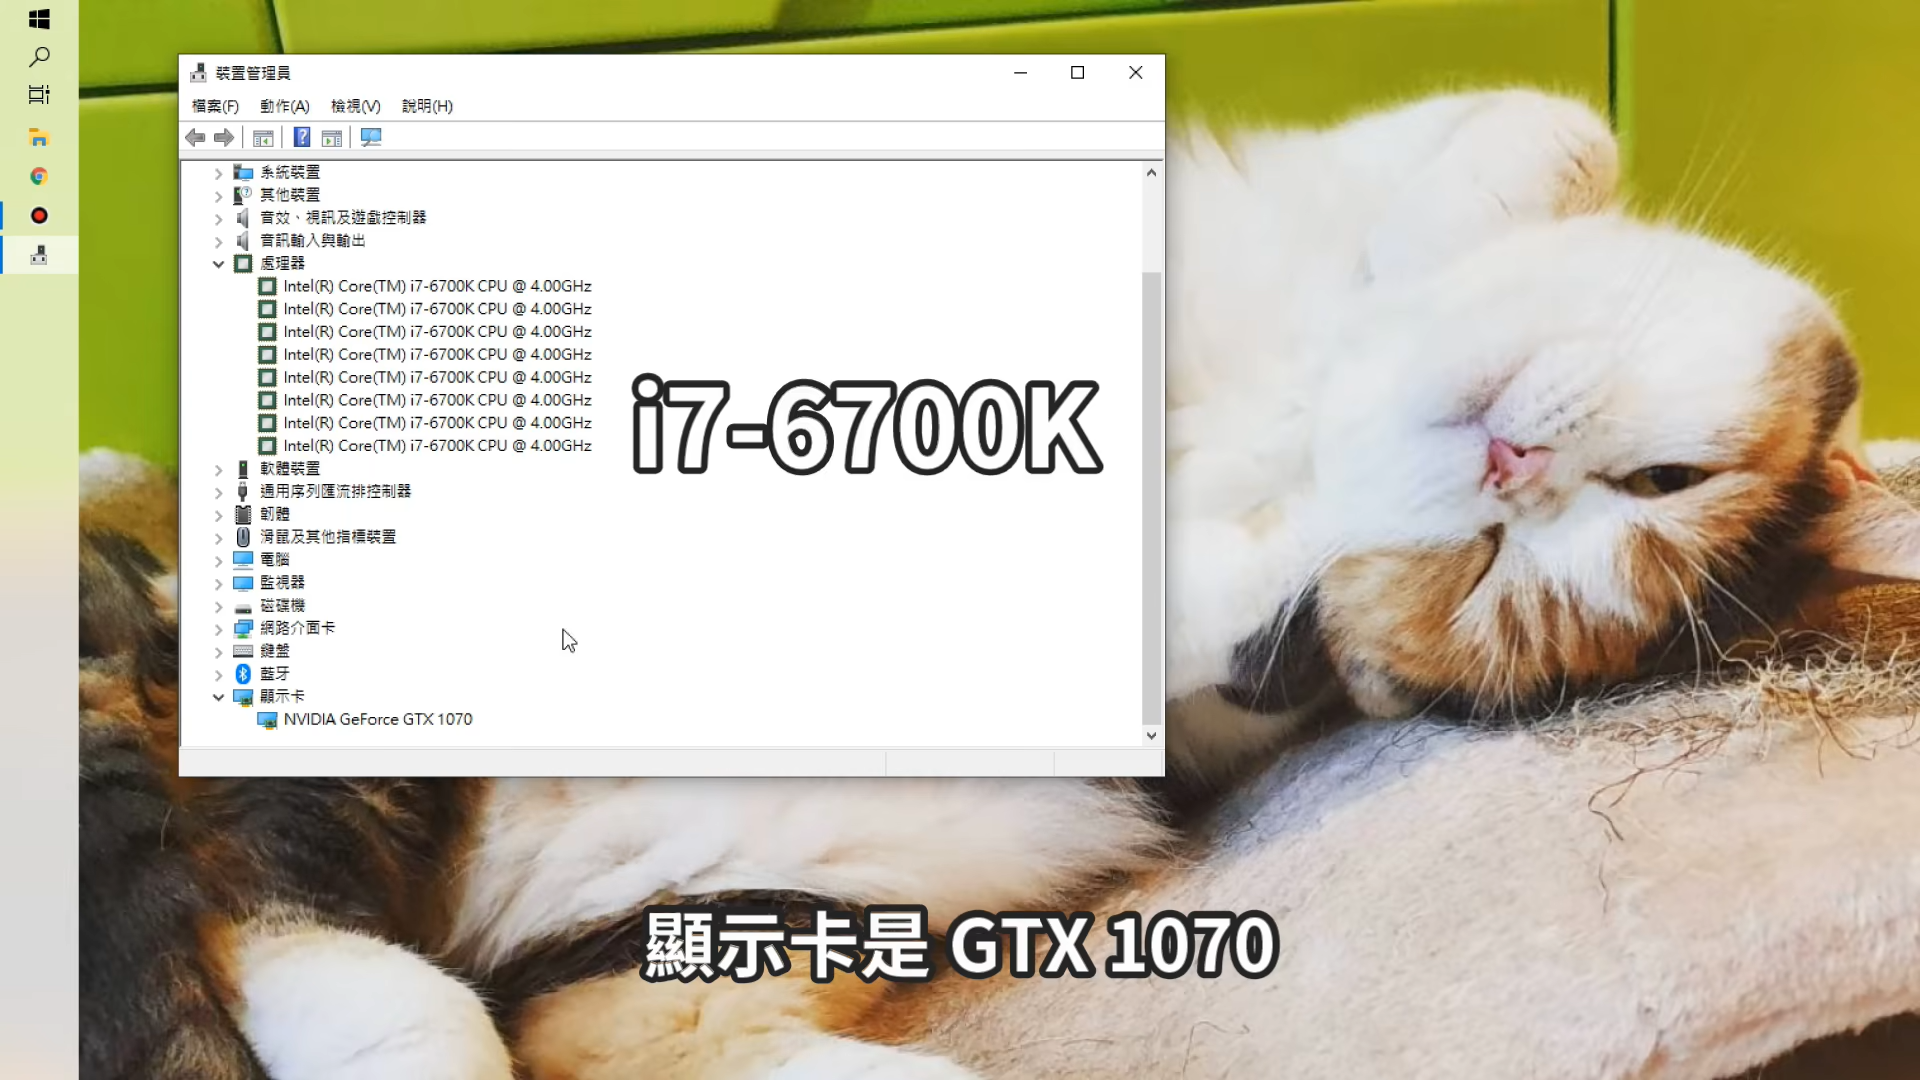 裝置管理員
檔案(F) 動作(A) 檢視(V) 說明(H)
系統裝置
其他裝置
音效、視訊及遊戲控制器
音訊輸入與輸出
處理器
Intel(R) Core(TM) i7-6700K CPU @ 4.00GHz
Intel(R) Core(TM) i7-6700K CPU @ 4.00GHz
Intel(R) Core(TM) i7-6700K CPU @ 4.00GHz
Intel(R) Core(TM) i7-6700K CPU @ 4.00GHz
Intel(R) Core(TM) i7-6700K CPU @ 4.00GHz
Intel(R) Core(TM) i7-6700K CPU @ 4.00GHz
Intel(R) Core(TM) i7-6700K CPU @ 4.00GHz
Intel(R) Core(TM) i7-6700K CPU @ 4.00GHz
i7-6700K
軟體裝置
通用序列匯流排控制器
韌體
滑鼠及其他指標裝置
電腦
監視器
磁碟機
網路介面卡
鍵盤
藍牙
顯示卡
NVIDIA GeForce GTX 1070
顯示卡是 GTX 1070